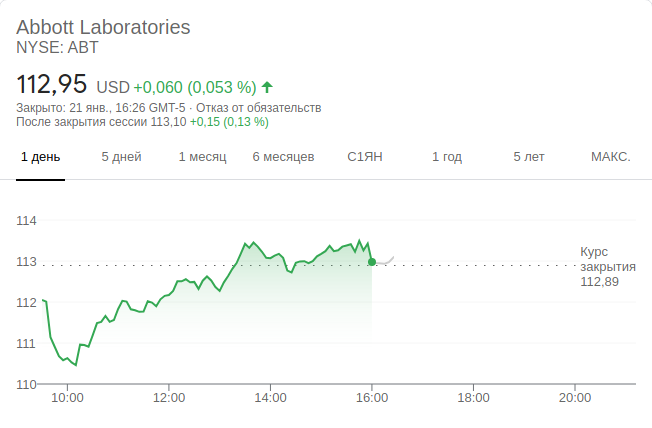 Abbott Laboratories
NYSE: ABT
112,95 USD +0,060 (0,053 %)
Закрыто: 21 янв., 16:26 GMT-5 · Отказ от обязательств
После закрытия сессии 113,10 +0,15 (0,13 %)
1 день 5 дней 1 месяц 6 месяцев С1ЯН 1 год 5 лет МАКС.
114
113
112
111
110
Курс
закрытия
112,89
10:00 12:00 14:00 16:00 18:00 20:00